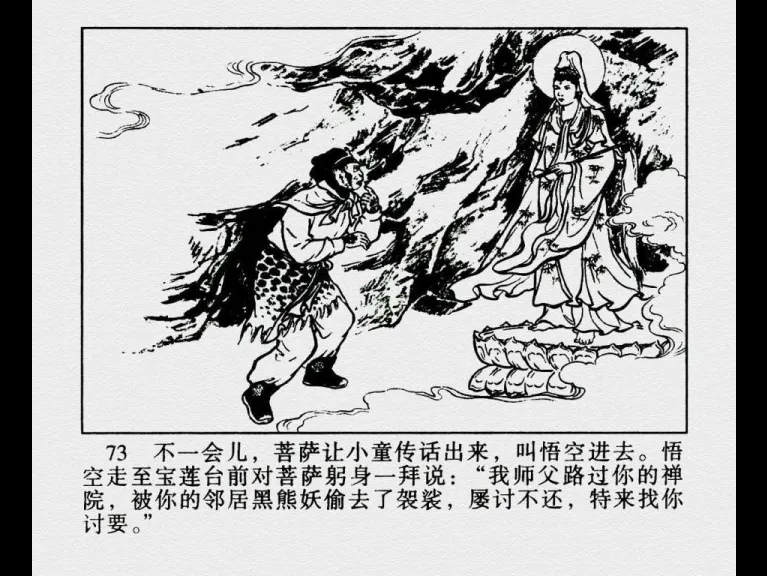 73 不一会儿，菩萨让小童传话出来，叫悟空进去。悟
空走至宝莲台前对菩萨躬身一拜说：“我师父路过你的禅
院，被你的邻居黑熊妖偷去了袈裟，屡讨不还，特来找你
讨要。”